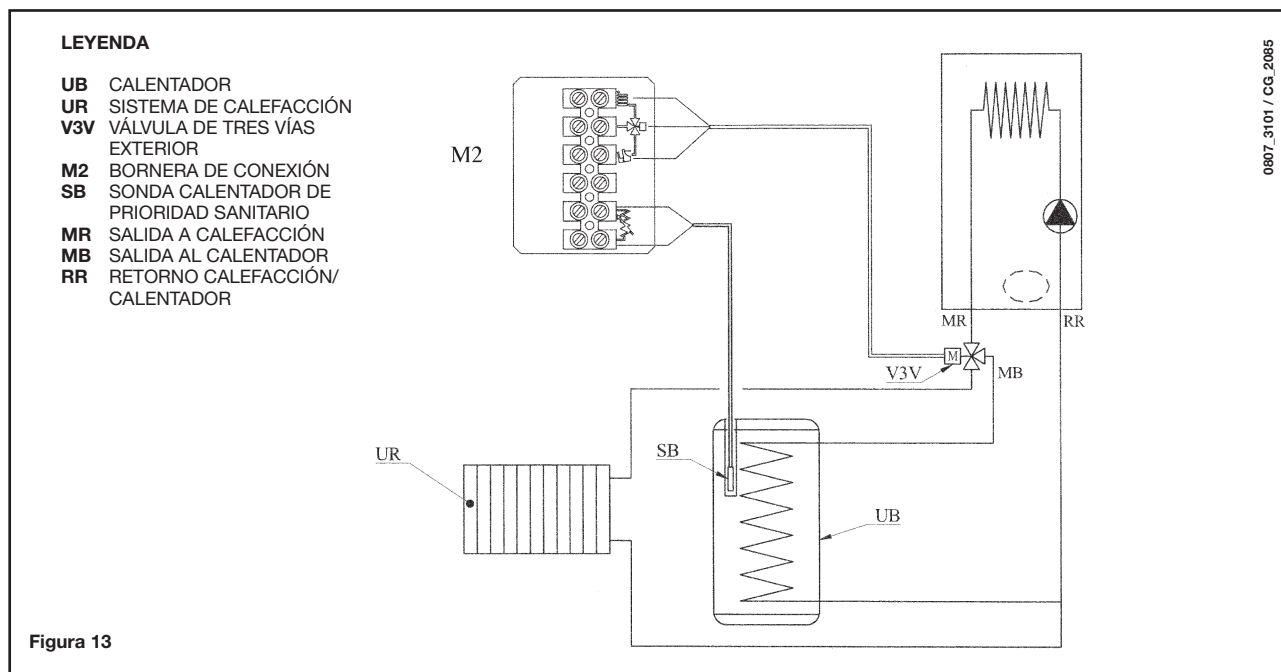 LEYENDA
UB CALENTADOR
UR SISTEMA DE CALEFACCIÓN
V3V VÁLVULA DE TRES VÍAS
EXTERIOR
M2 BORNERA DE CONEXIÓN
SB SONDA CALENTADOR DE
PRIORIDAD SANITARIO
MR SALIDA A CALEFACCIÓN
MB SALIDA AL CALENTADOR
RR RETORNO CALEFACCIÓN/
CALENTADOR
M2
MR
RR
M
V3V
MB
UR
SB
UB
Figura 13
0807_3101 / CG_2085